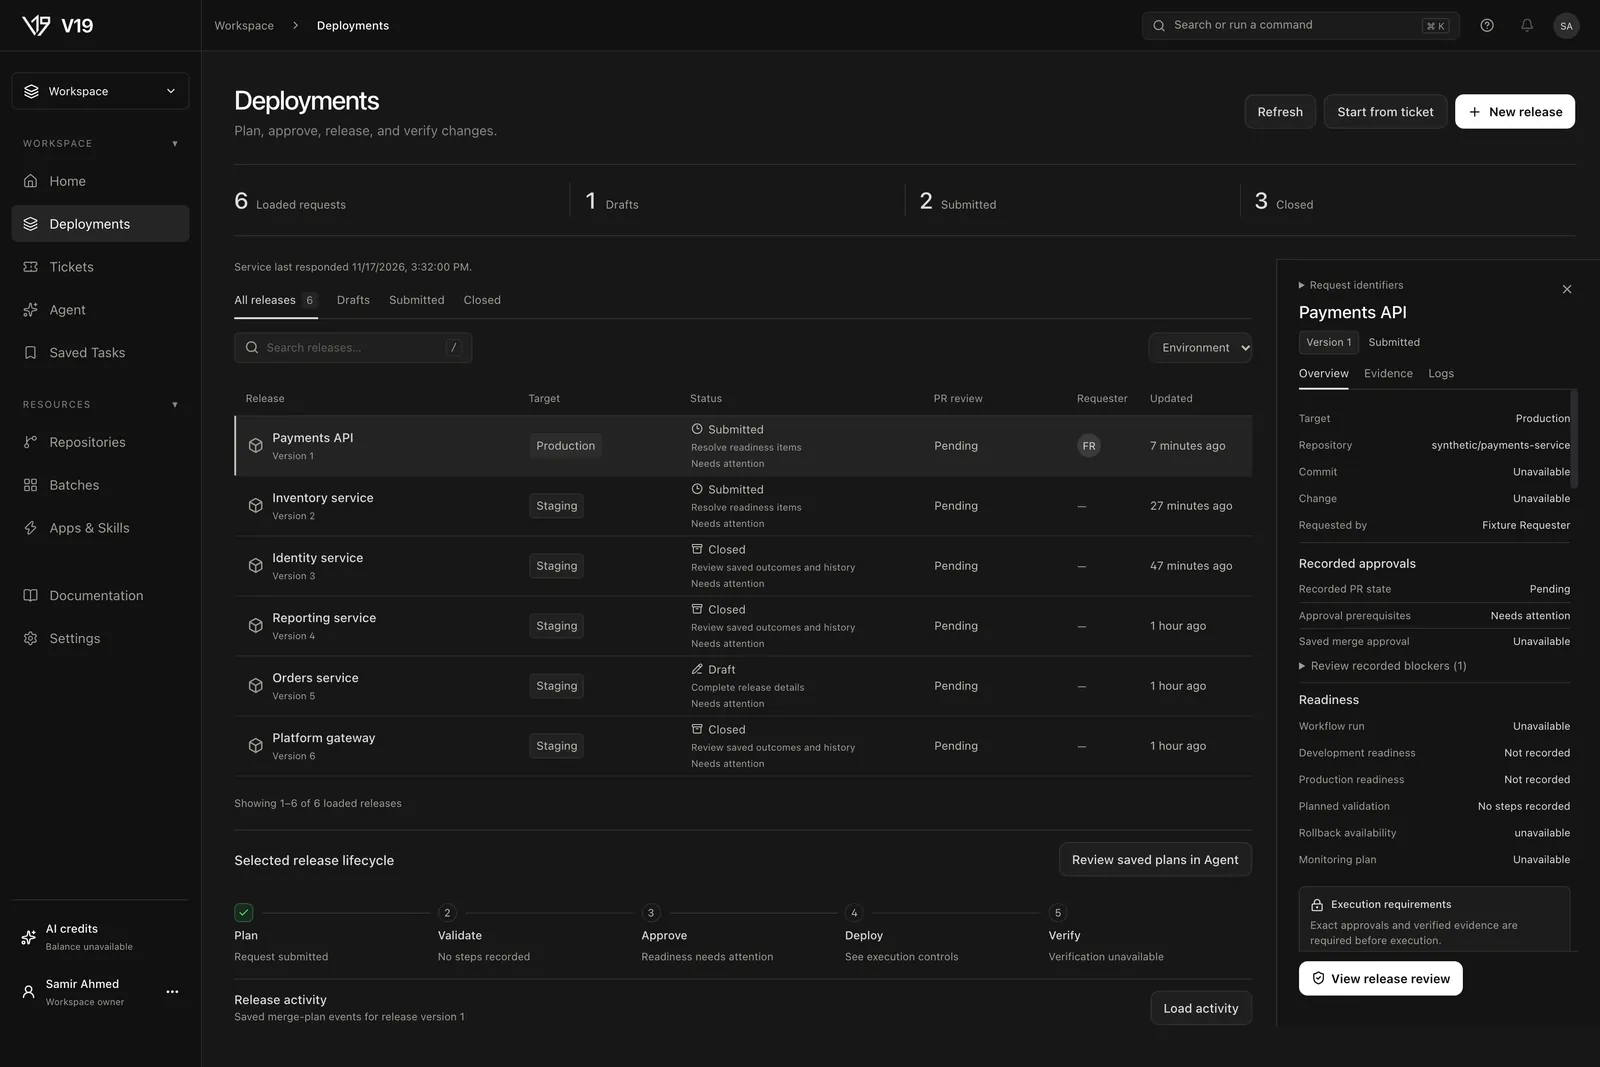 V19
Workspace > Deployments
Search or run a command ⌘ K
SA
Workspace
WORKSPACE
Home
Deployments
Tickets
Agent
Saved Tasks
RESOURCES
Repositories
Batches
Apps & Skills
Documentation
Settings
AI credits
Balance unavailable
Samir Ahmed
Workspace owner
Deployments
Plan, approve, release, and verify changes.
Refresh
Start from ticket
+ New release
6 Loaded requests
1 Drafts
2 Submitted
3 Closed
Service last responded 11/17/2026, 3:32:00 PM.
All releases 6 Drafts Submitted Closed
Search releases... /
Environment
Release Target Status PR review Requester Updated
Payments API
Version 1
Production
Submitted
Resolve readiness items
Needs attention
Pending
FR
7 minutes ago
Inventory service
Version 2
Staging
Submitted
Resolve readiness items
Needs attention
Pending
—
27 minutes ago
Identity service
Version 3
Staging
Closed
Review saved outcomes and history
Needs attention
Pending
—
47 minutes ago
Reporting service
Version 4
Staging
Closed
Review saved outcomes and history
Needs attention
Pending
—
1 hour ago
Orders service
Version 5
Staging
Draft
Complete release details
Needs attention
Pending
—
1 hour ago
Platform gateway
Version 6
Staging
Closed
Review saved outcomes and history
Needs attention
Pending
—
1 hour ago
Showing 1–6 of 6 loaded releases
Selected release lifecycle
Review saved plans in Agent
Plan
Request submitted
2
Validate
No steps recorded
3
Approve
Readiness needs attention
4
Deploy
See execution controls
5
Verify
Verification unavailable
Release activity
Saved merge-plan events for release version 1
Load activity
Request identifiers
Payments API
Version 1 Submitted
Overview Evidence Logs
Target Production
Repository synthetic/payments-service
Commit Unavailable
Change Unavailable
Requested by Fixture Requester
Recorded approvals
Recorded PR state Pending
Approval prerequisites Needs attention
Saved merge approval Unavailable
Review recorded blockers (1)
Readiness
Workflow run Unavailable
Development readiness Not recorded
Production readiness Not recorded
Planned validation No steps recorded
Rollback availability unavailable
Monitoring plan Unavailable
Execution requirements
Exact approvals and verified evidence are
required before execution.
View release review